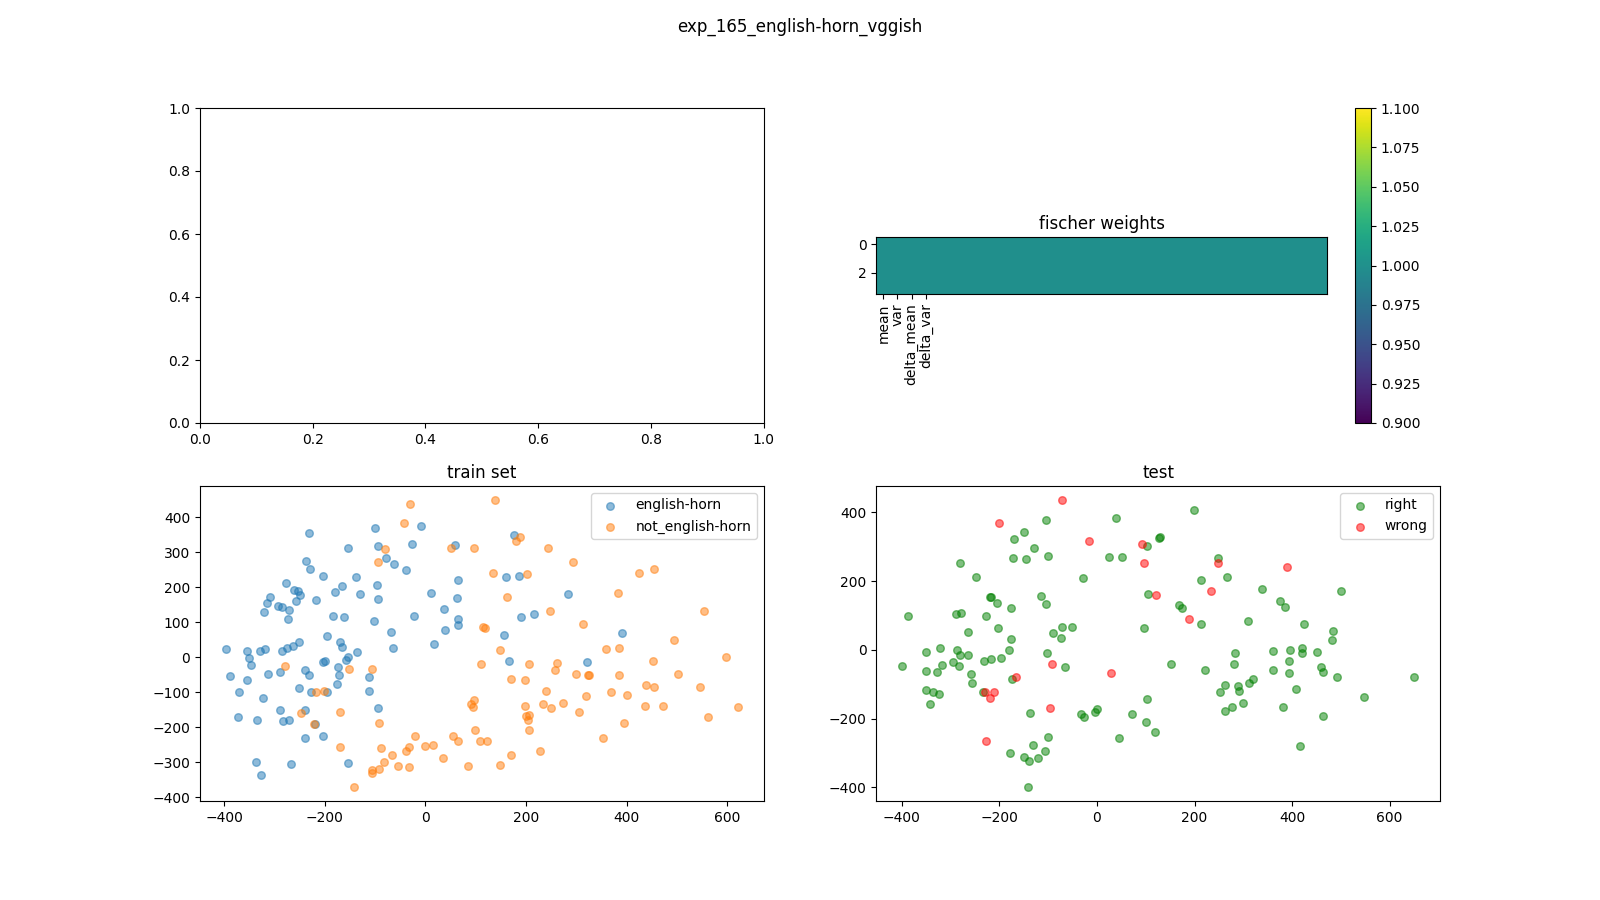 exp_165_english-horn_vggish
1.0
0.8
0.6
0.4
0.2
0.0
0.0 0.2 0.4 0.6 0.8 1.0
fischer weights
0
2
mean
var
delta_mean
delta_var
1.100
1.075
1.050
1.025
1.000
0.975
0.950
0.925
0.900
train set
english-horn
not_english-horn
400
300
200
100
0
−100
−200
−300
−400
−400 −200 0 200 400 600
test
right
wrong
400
200
0
−200
−400
−400 −200 0 200 400 600